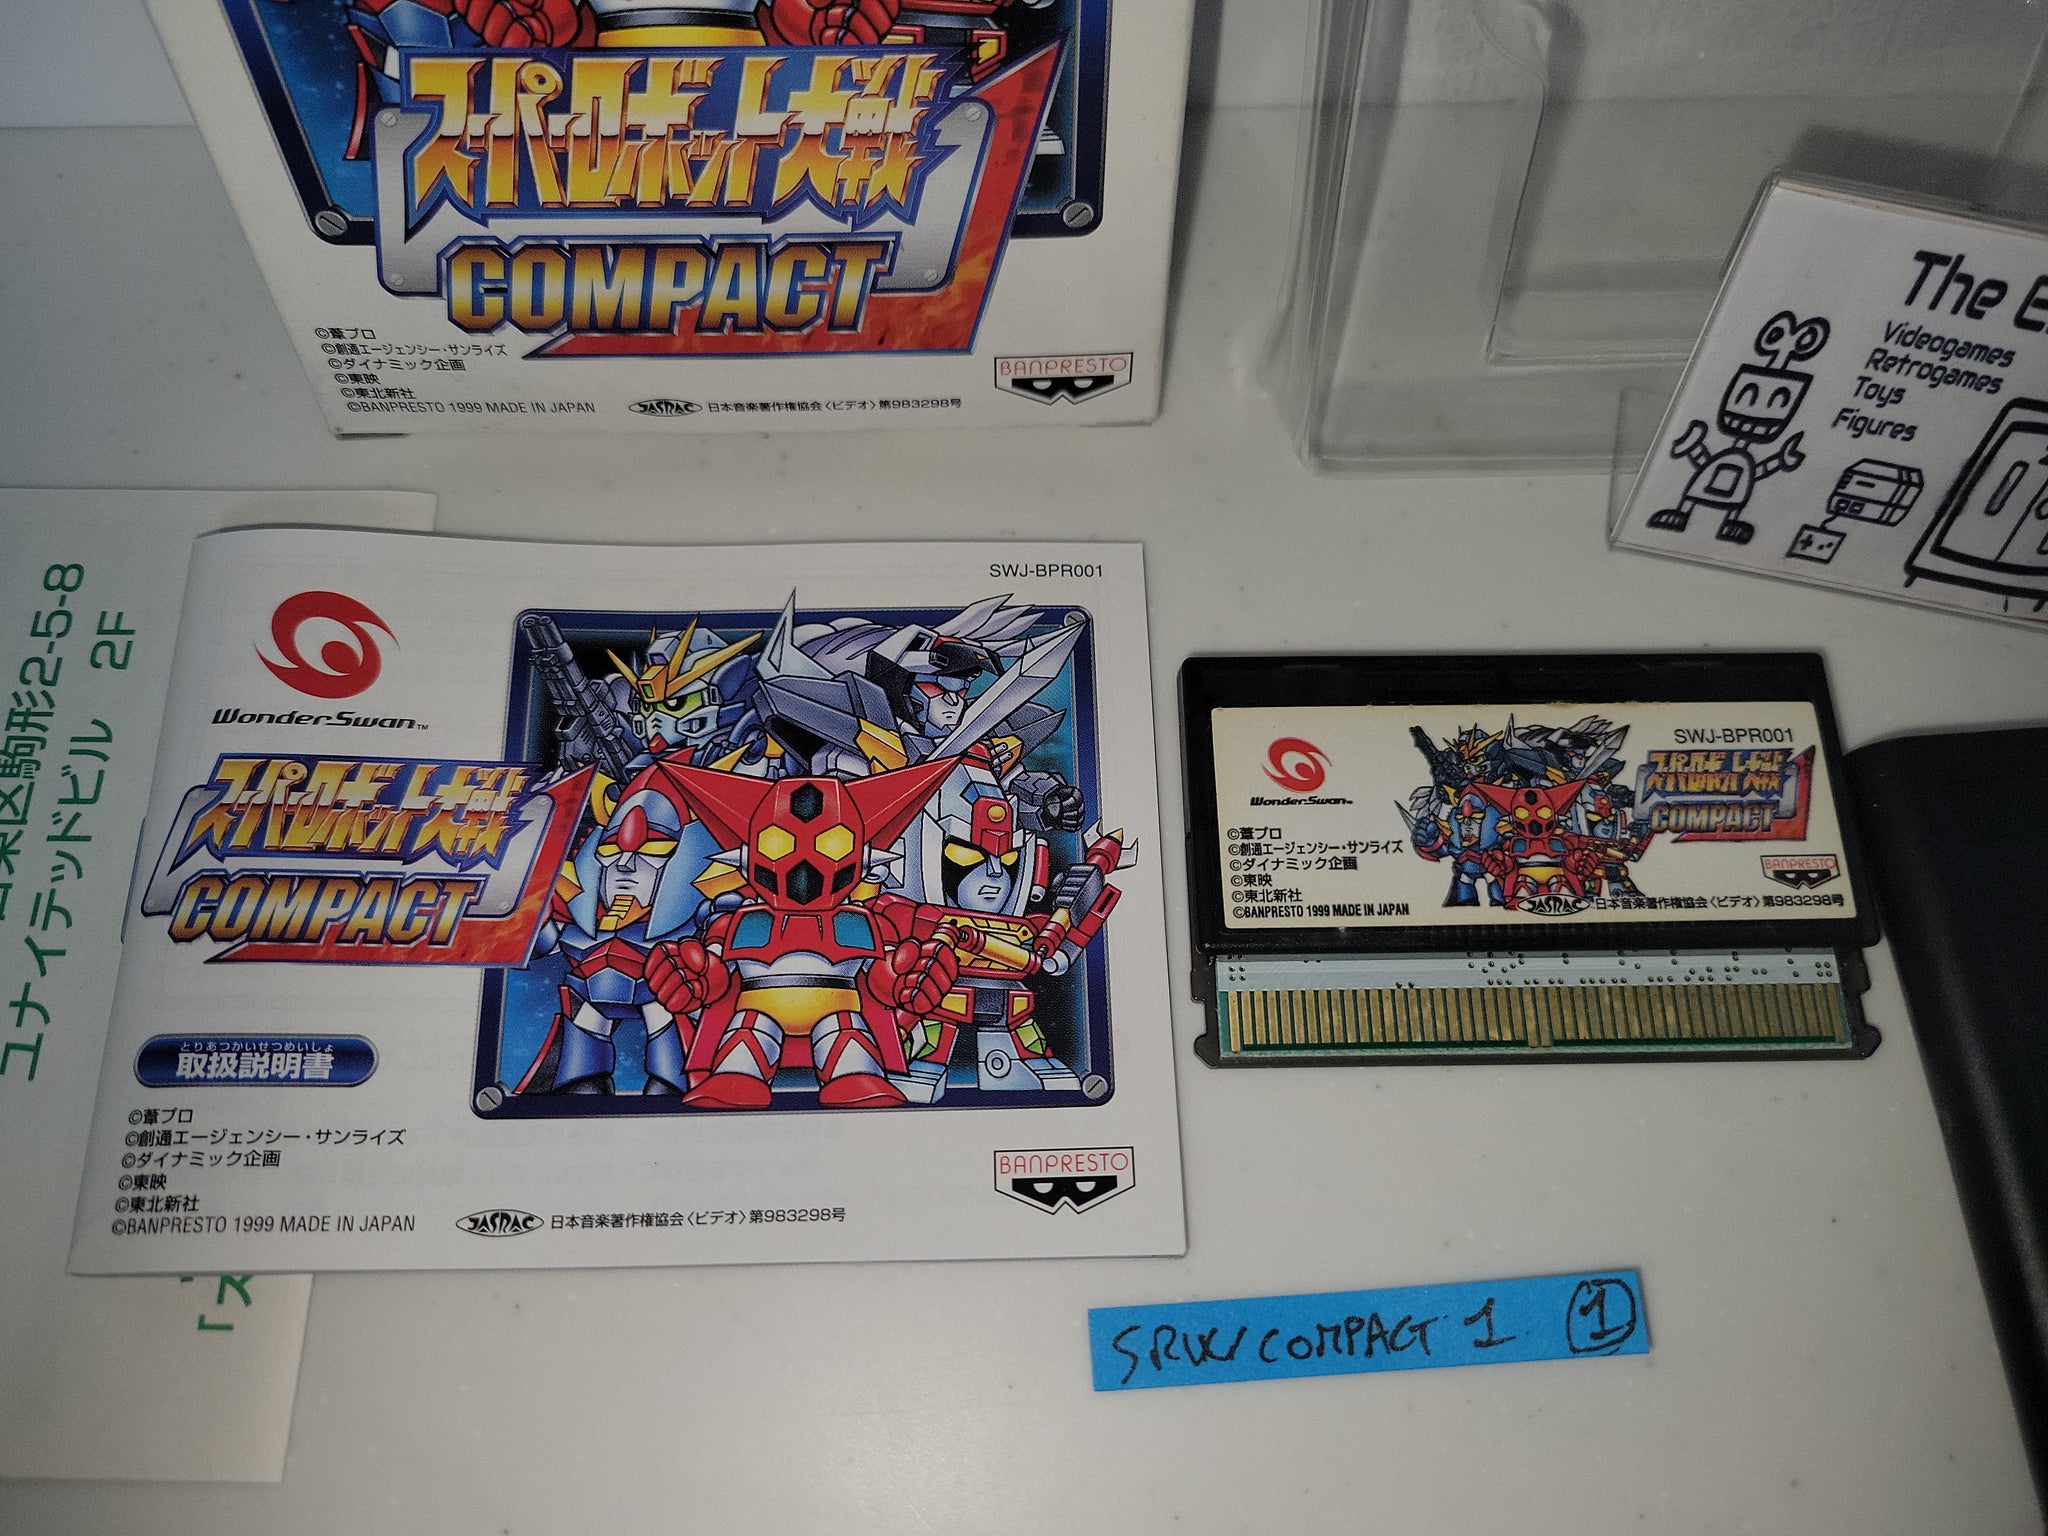 スーパーロボット大戦
COMPACT
©葦プロ
©創通エージェンシー・サンライズ
©ダイナミック企画
©東映
©東北新社
©BANPRESTO 1999 MADE IN JAPAN
JASRAC
日本音楽著作権協会〈ビデオ〉第983298号
BANPRESTO
The
Videogames
Retrogames
Toys
Figures
駒形2-5-8
ユナイテッドビル 2F
SWJ-BPR001
WonderSwan™
スーパーロボット大戦
COMPACT
とりあつかいせつめいしょ
取扱説明書
©葦プロ
©創通エージェンシー・サンライズ
©ダイナミック企画
©東映
©東北新社
©BANPRESTO 1999 MADE IN JAPAN
JASRAC
日本音楽著作権協会〈ビデオ〉第983298号
BANPRESTO
SWJ-BPR001
WonderSwan™
スーパーロボット大戦
COMPACT
©葦プロ
©創通エージェンシー・サンライズ
©ダイナミック企画
©東映
©東北新社
©BANPRESTO 1999 MADE IN JAPAN
JASRAC
日本音楽著作権協会〈ビデオ〉第983298号
BANPRESTO
SRW COMPACT 1 1